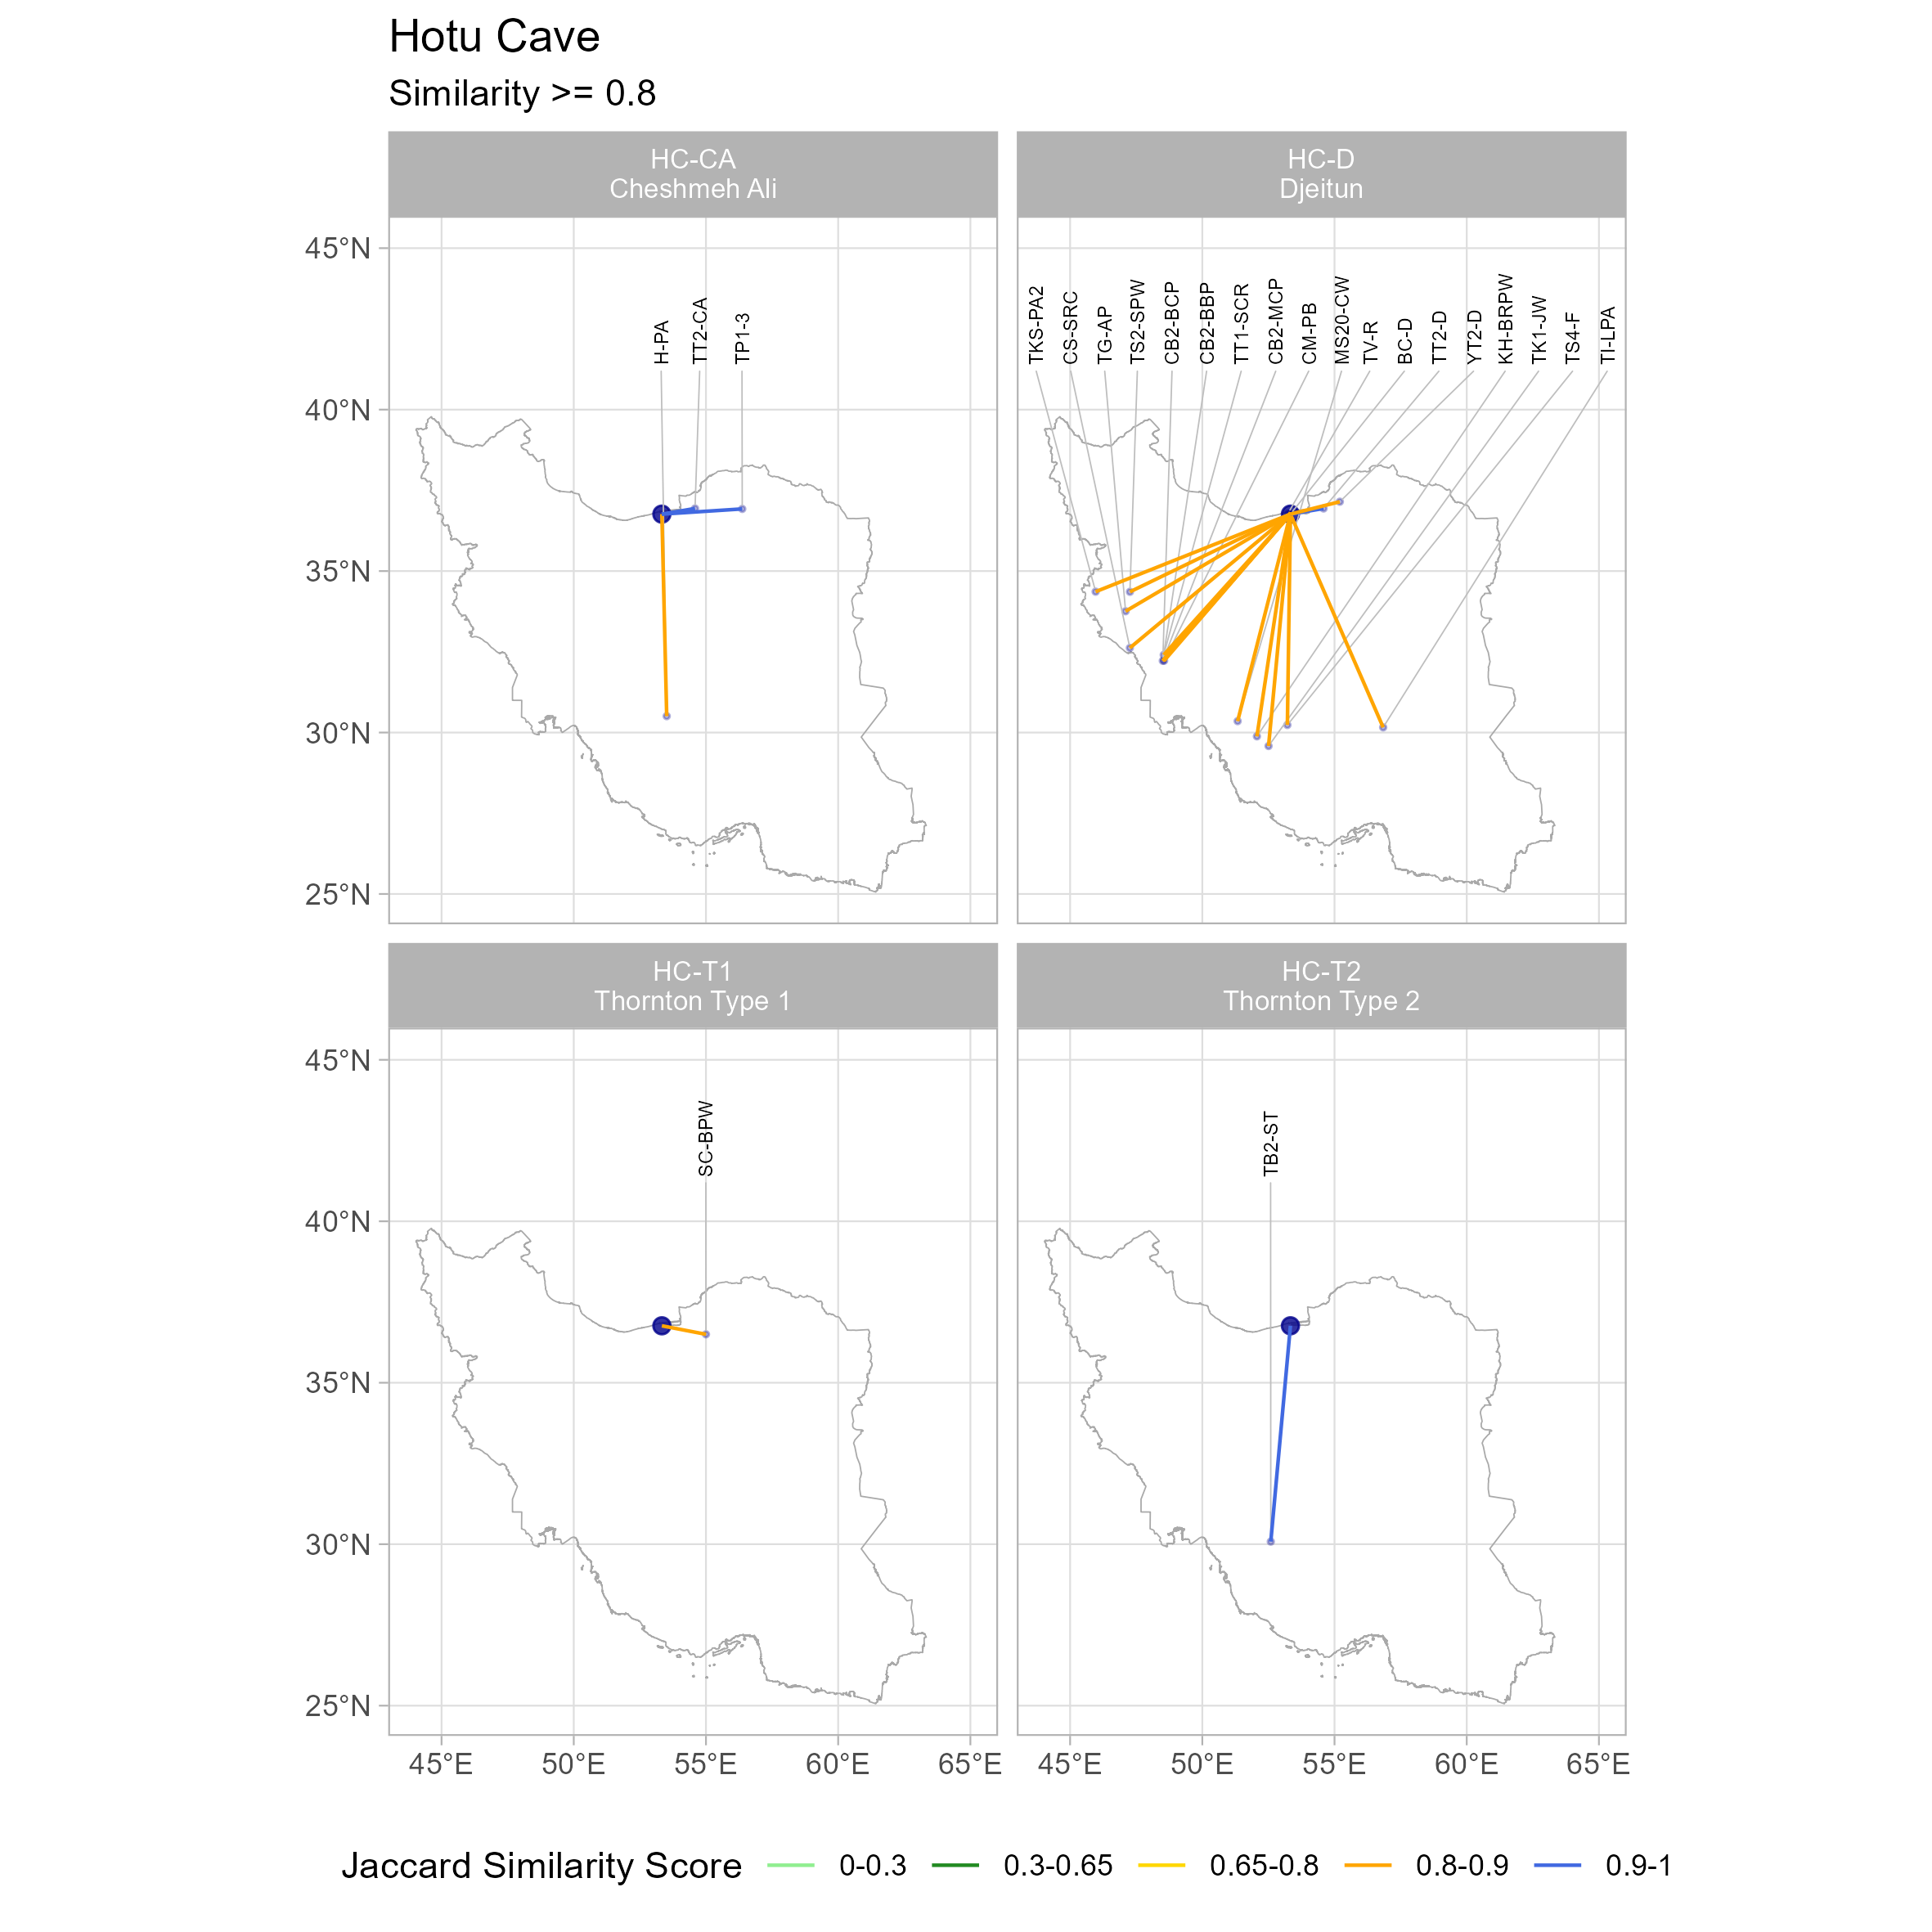 Hotu Cave
Similarity >= 0.8
HC-CA
Cheshmeh Ali
HC-D
Djeitun
45°N
40°N
35°N
30°N
25°N
H-PA
TT2-CA
TP1-3
TKS-PA2
CS-SRC
TG-AP
TS2-SPW
CB2-BCP
CB2-BBP
TT1-SCR
CB2-MCP
CM-PB
MS20-CW
TV-R
BC-D
TT2-D
YT2-D
KH-BRPW
TK1-JW
TS4-F
TI-LPA
HC-T1
Thornton Type 1
HC-T2
Thornton Type 2
45°N
40°N
35°N
30°N
25°N
SC-BPW
TB2-ST
45°E 50°E 55°E 60°E 65°E 45°E 50°E 55°E 60°E 65°E
Jaccard Similarity Score 0-0.3 0.3-0.65 0.65-0.8 0.8-0.9 0.9-1